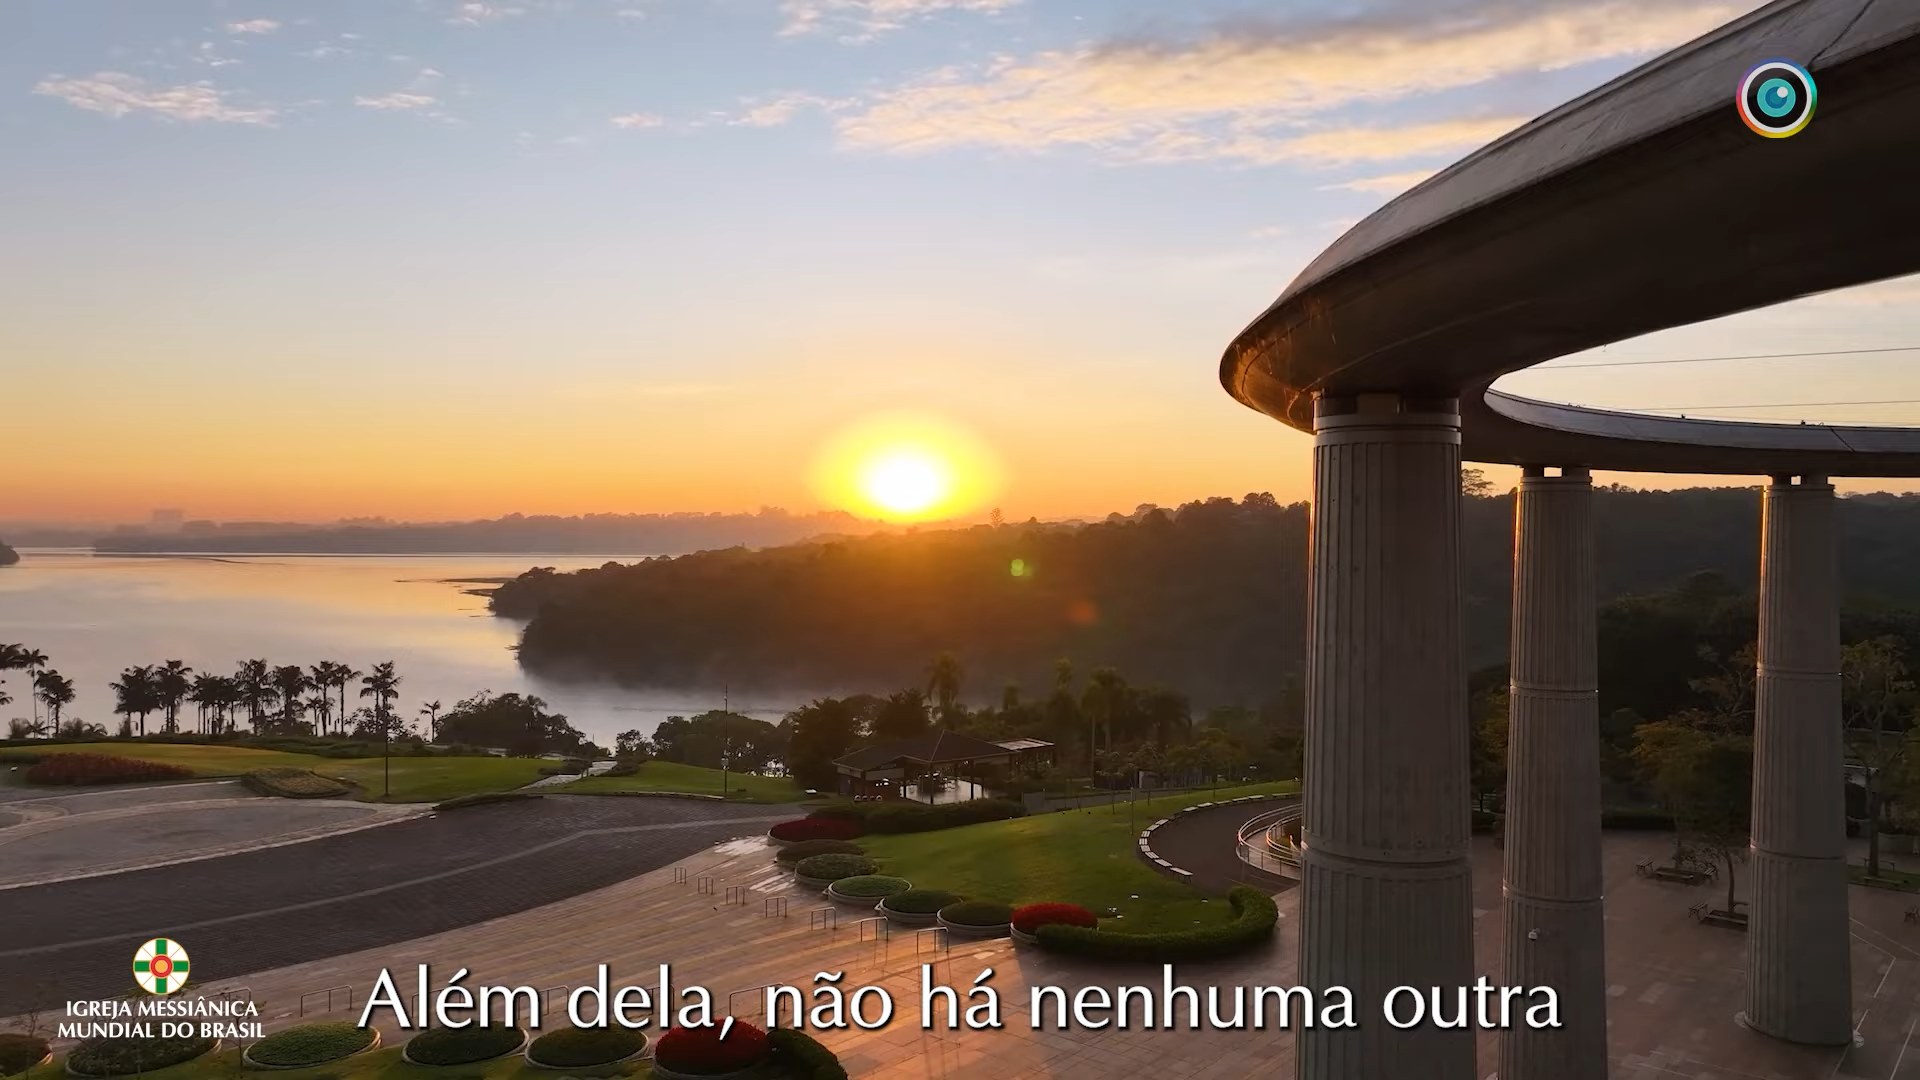 IGREJA MESSIÂNICA
MUNDIAL DO BRASIL
Além dela, não há nenhuma outra